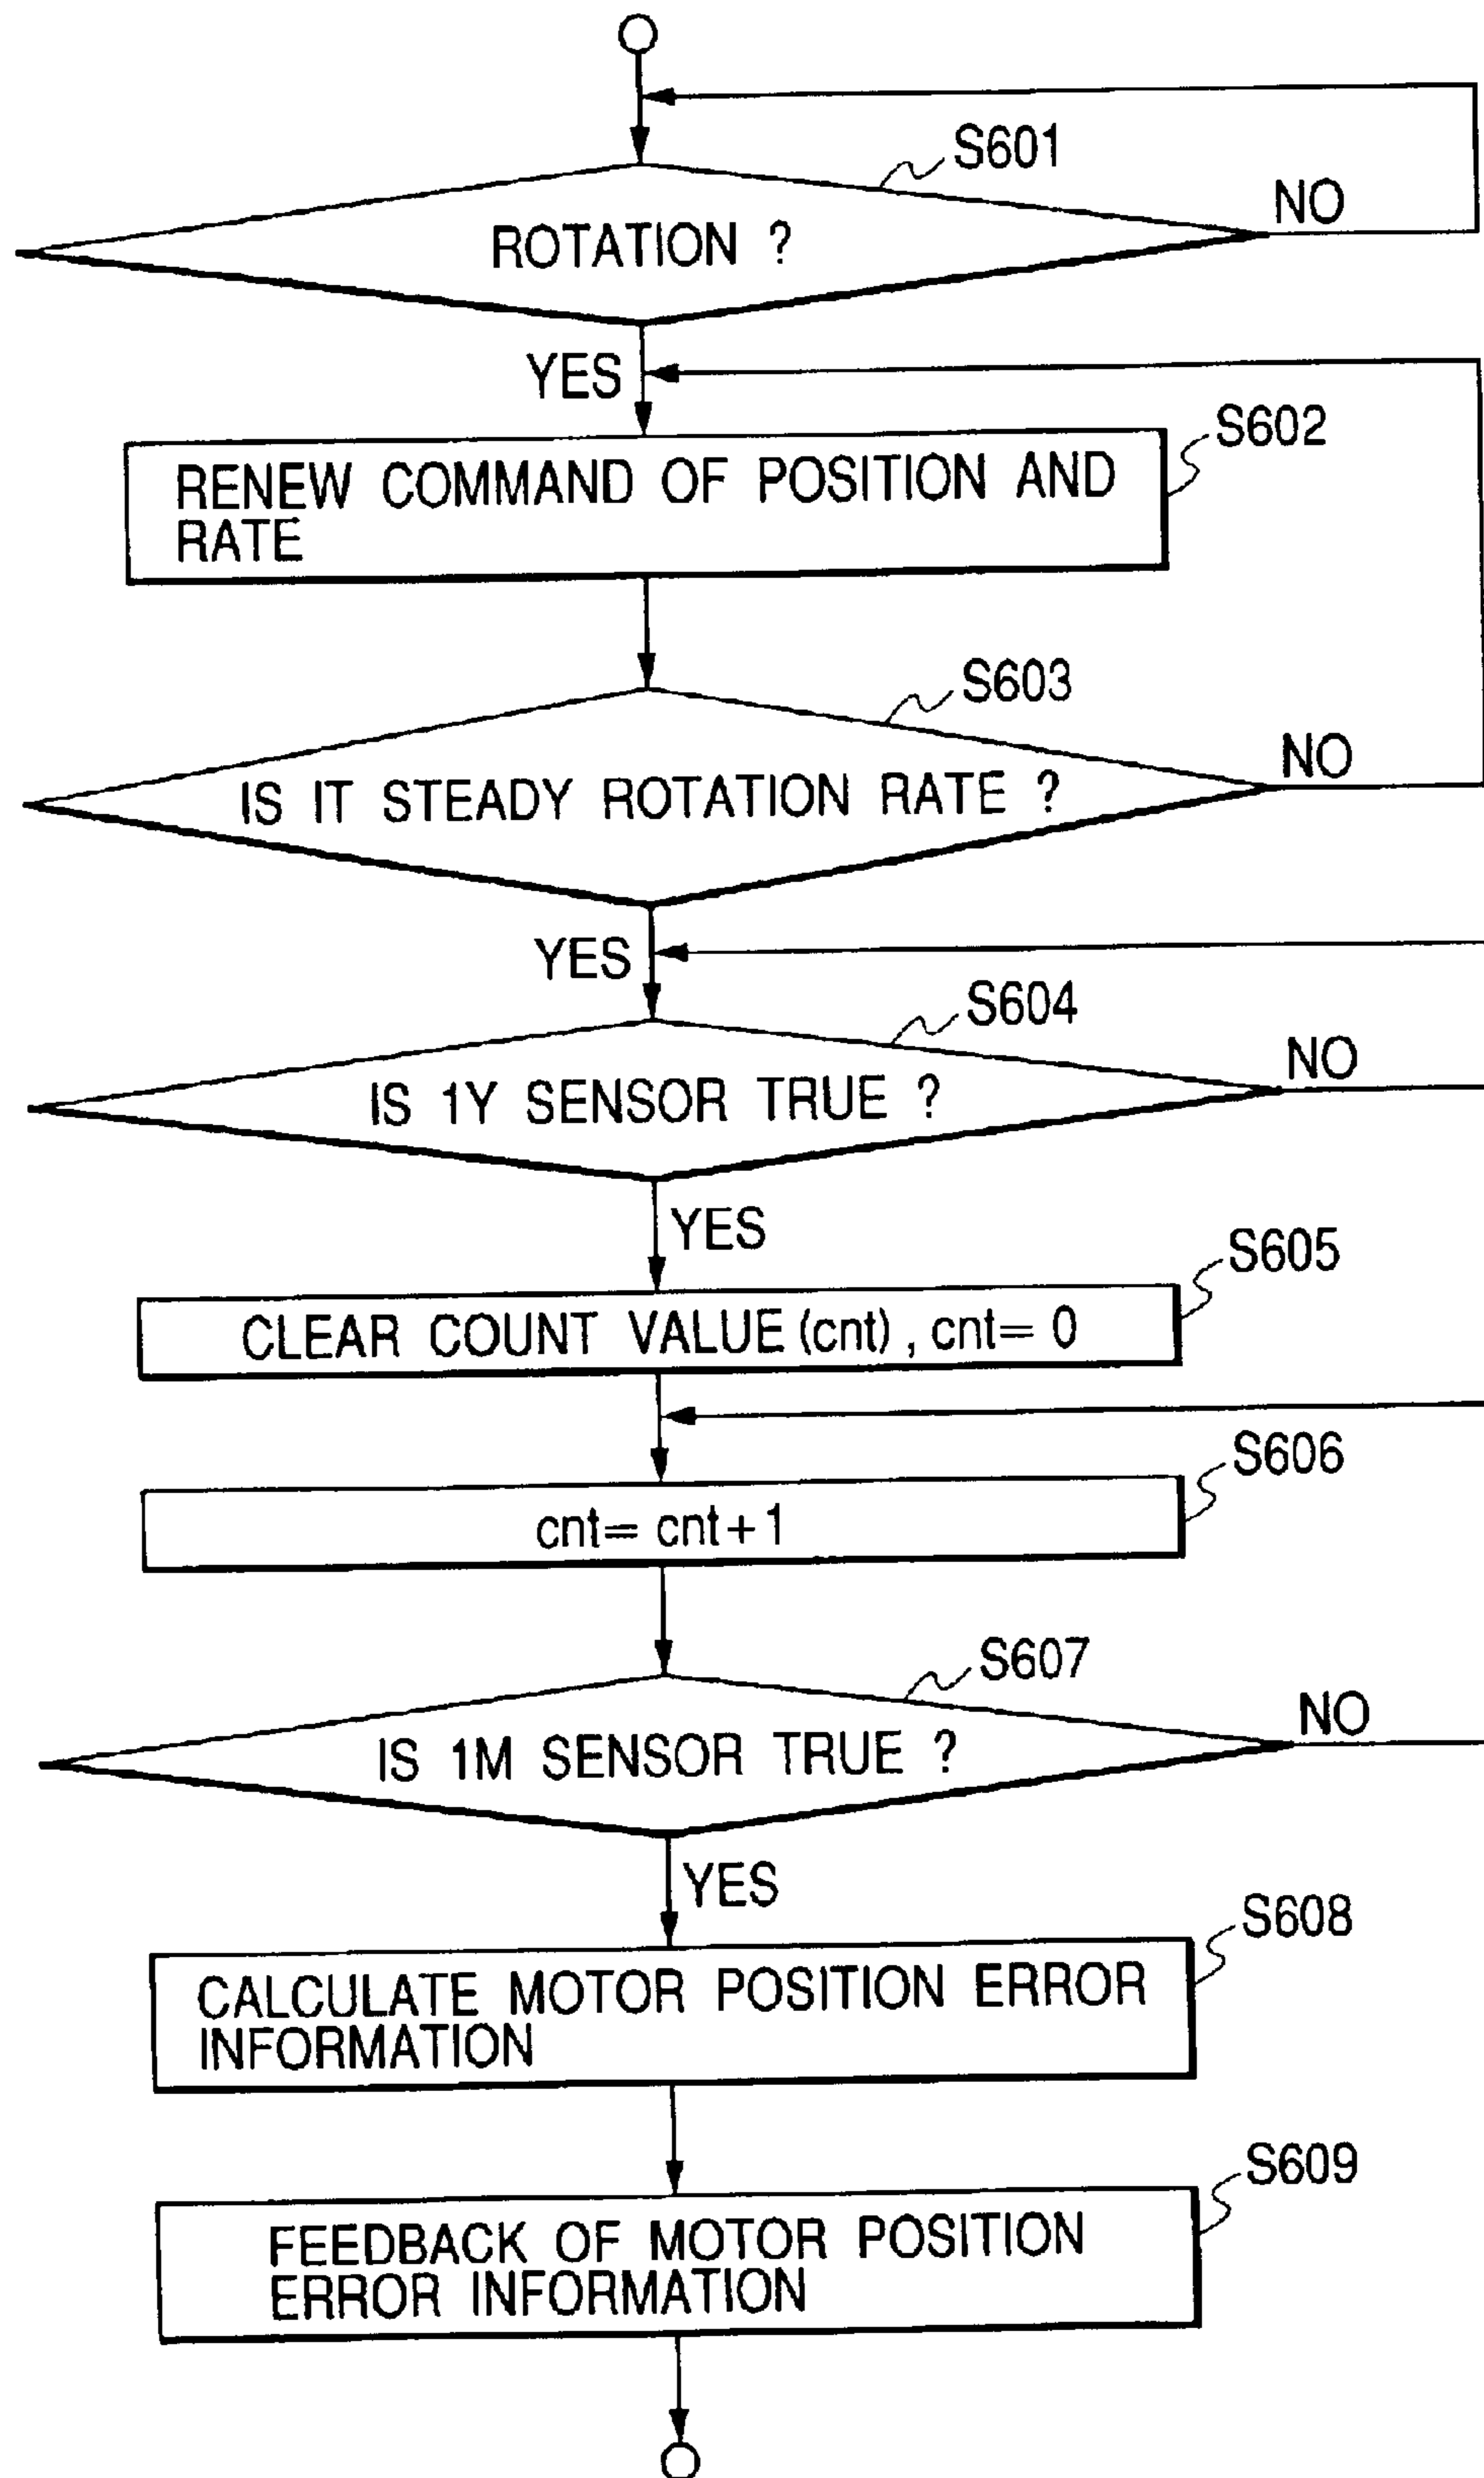 S601
ROTATION ?
NO
YES
S602
RENEW COMMAND OF POSITION AND
RATE
S603
IS IT STEADY ROTATION RATE ?
NO
YES
S604
IS 1Y SENSOR TRUE ?
NO
YES
S605
CLEAR COUNT VALUE (cnt) , cnt= 0
S606
cnt= cnt+1
S607
IS 1M SENSOR TRUE ?
NO
YES
S608
CALCULATE MOTOR POSITION ERROR
INFORMATION
S609
FEEDBACK OF MOTOR POSITION
ERROR INFORMATION